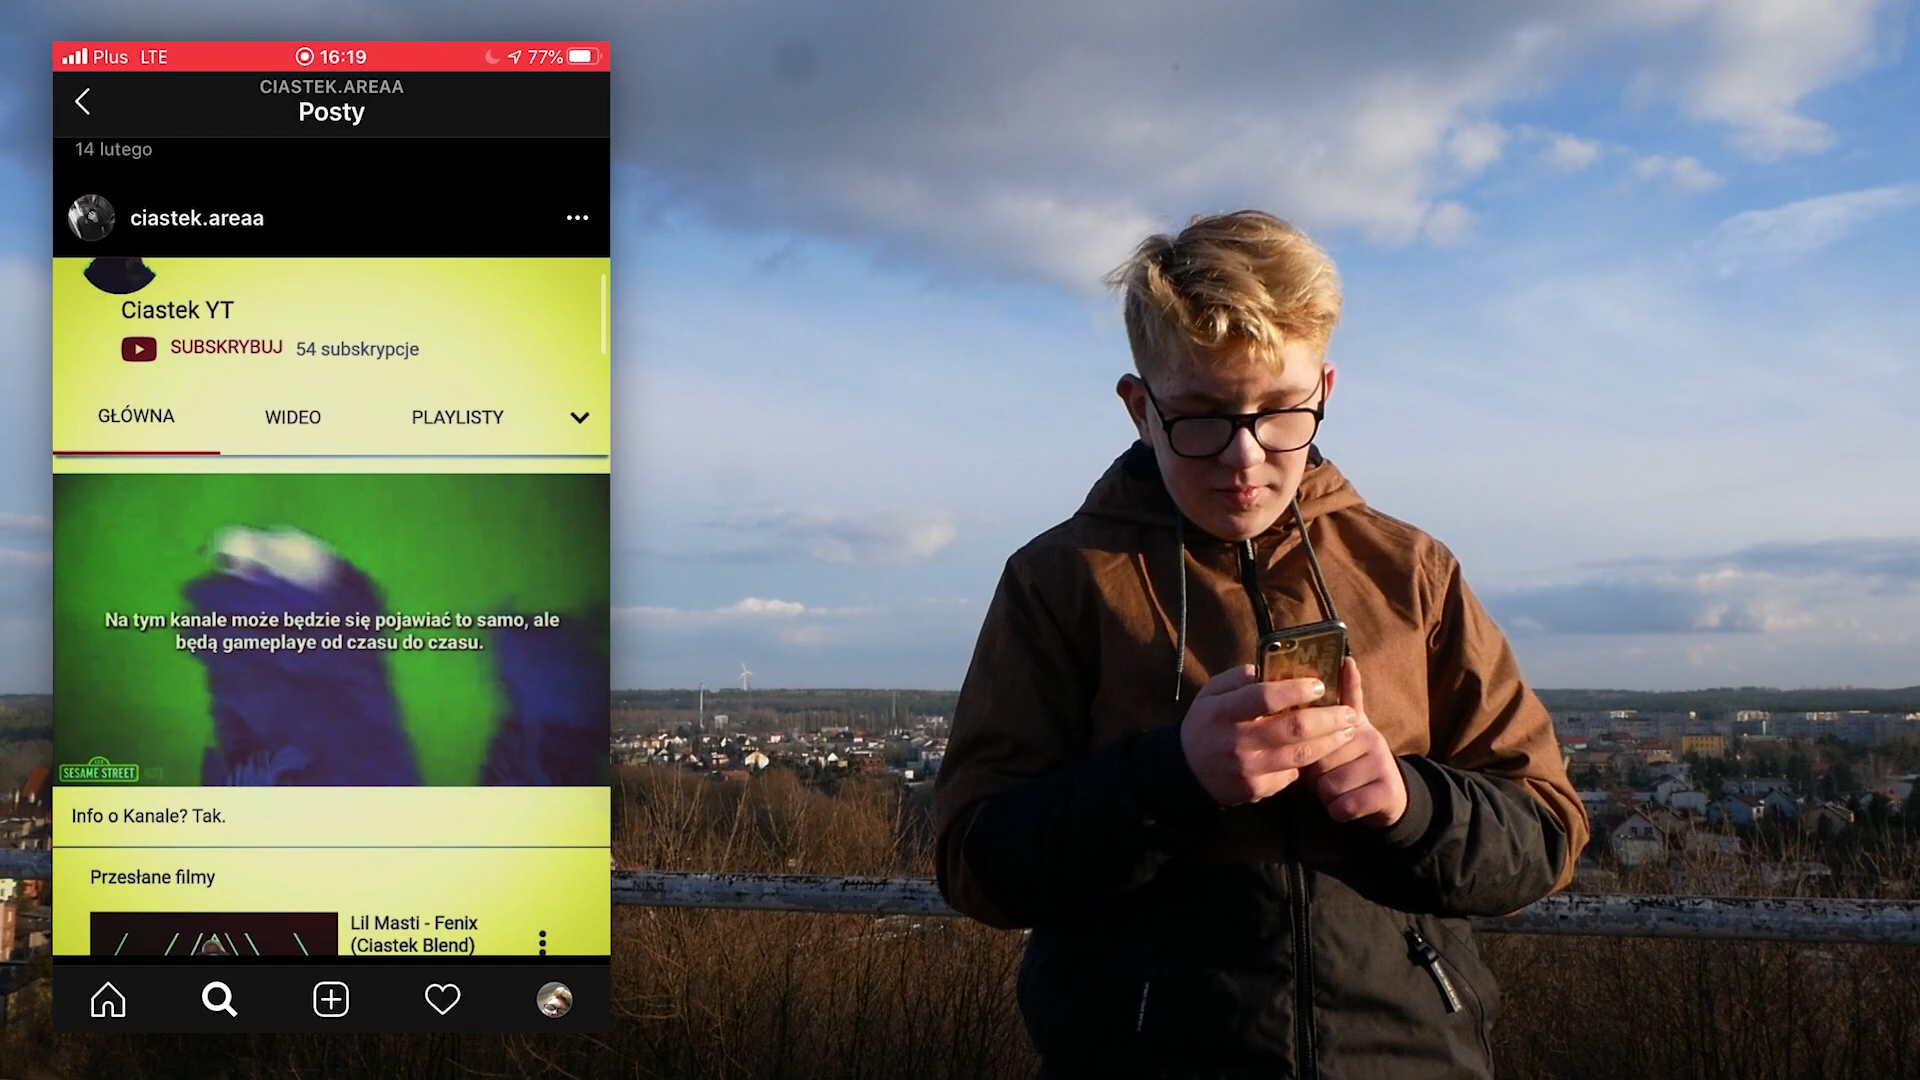 Plus LTE
16:19
77%
CIASTEK.AREAA
Posty
14 lutego
ciastek.areaa
Ciastek YT
SUBSKRYBUJ 54 subskrypcje
GŁÓWNA WIDEO PLAYLISTY
Na tym kanale może będzie się pojawiać to samo, ale
będą gameplaye od czasu do czasu.
SESAME STREET
Info o Kanale? Tak.
Przesłane filmy
Lil Masti - Fenix
(Ciastek Blend)